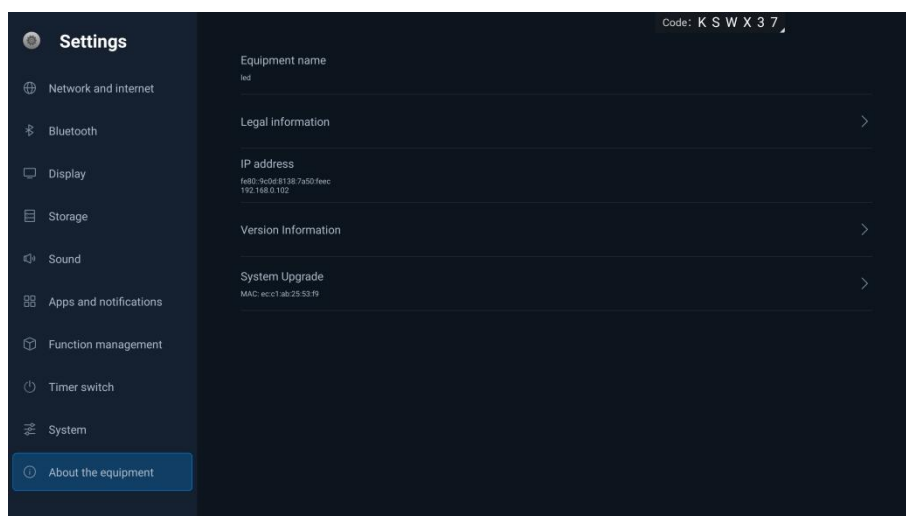 Code: K S W X 3 7
Settings
Network and internet
Bluetooth
Display
Storage
Sound
Apps and notifications
Function management
Timer switch
System
About the equipment
Equipment name
led
Legal information
IP address
fe80::9c0d:8138:7a50:feec
192.168.0.102
Version Information
System Upgrade
MAC: ec:c1:ab:25:53:f9